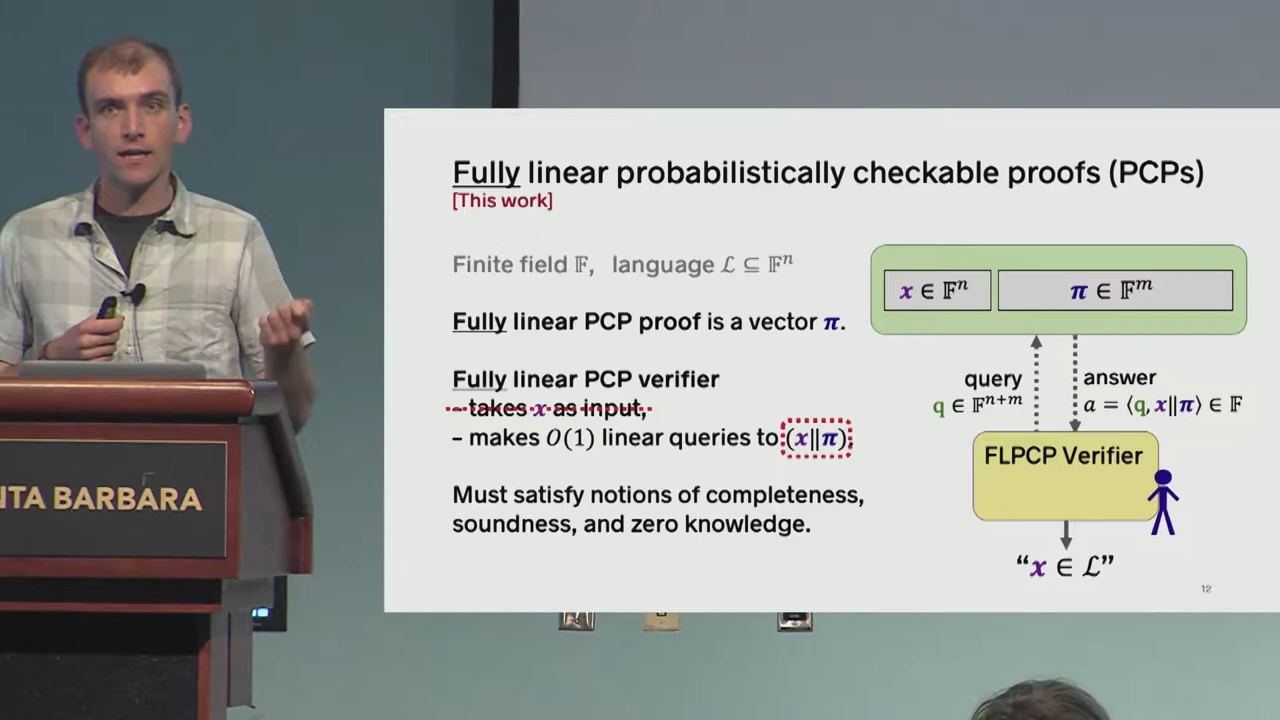 Fully linear probabilistically checkable proofs (PCPs)
[This work]
Finite field 𝔽, language ℒ ⊆ 𝔽ⁿ
Fully linear PCP proof is a vector π.
Fully linear PCP verifier
– takes x as input,
– makes O(1) linear queries to (x‖π).
Must satisfy notions of completeness,
soundness, and zero knowledge.
x ∈ 𝔽ⁿ
π ∈ 𝔽ᵐ
query
q ∈ 𝔽ⁿ⁺ᵐ
answer
a = ⟨q, x‖π⟩ ∈ 𝔽
FLPCP Verifier
“x ∈ ℒ”
12
NTA BARBARA